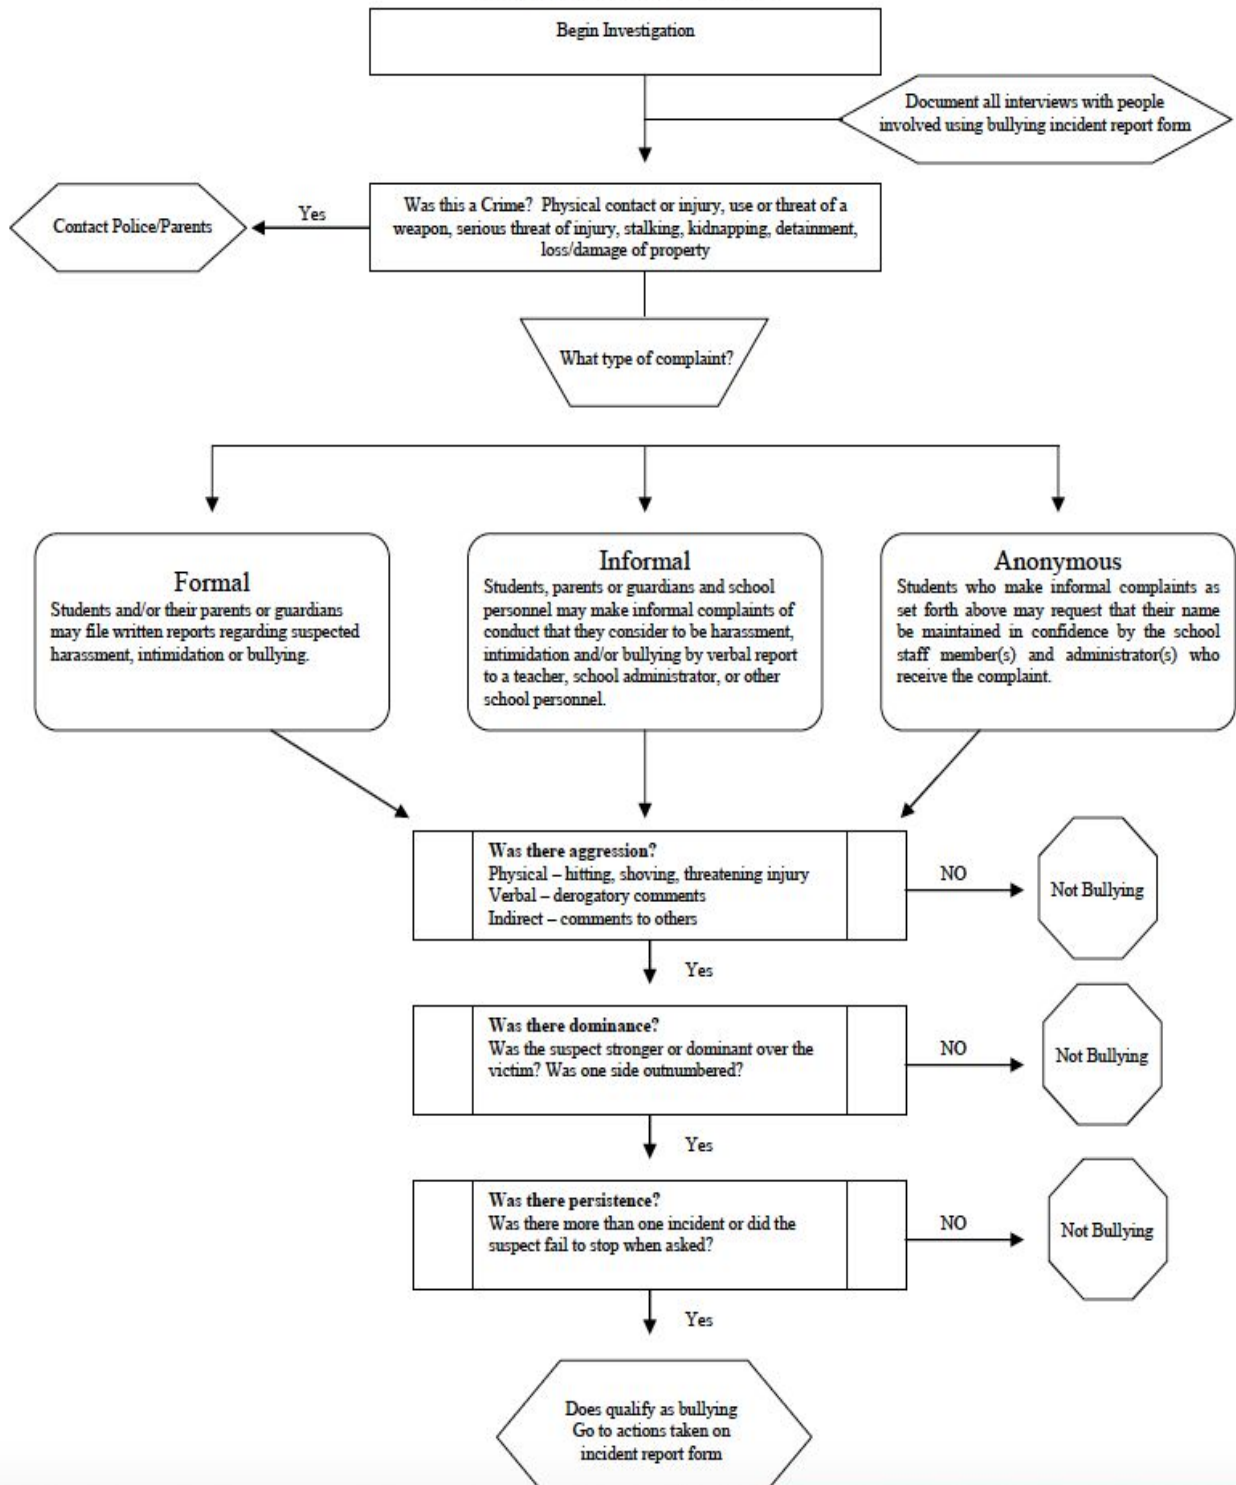 Begin Investigation
Document all interviews with people
involved using bullying incident report form
Was this a Crime?  Physical contact or injury, use or threat of a
weapon, serious threat of injury, stalking, kidnapping, detainment,
loss/damage of property
Yes
Contact Police/Parents
What type of complaint?
Formal
Students and/or their parents or guardians
may file written reports regarding suspected
harassment, intimidation or bullying.
Informal
Students, parents or guardians and school
personnel may make informal complaints of
conduct that they consider to be harassment,
intimidation and/or bullying by verbal report
to a teacher, school administrator, or other
school personnel.
Anonymous
Students who make informal complaints as
set forth above may request that their name
be maintained in confidence by the school
staff member(s) and administrator(s) who
receive the complaint.
Was there aggression?
Physical – hitting, shoving, threatening injury
Verbal – derogatory comments
Indirect – comments to others
NO
Not Bullying
Yes
Was there dominance?
Was the suspect stronger or dominant over the
victim? Was one side outnumbered?
NO
Not Bullying
Yes
Was there persistence?
Was there more than one incident or did the
suspect fail to stop when asked?
NO
Not Bullying
Yes
Does qualify as bullying
Go to actions taken on
incident report form